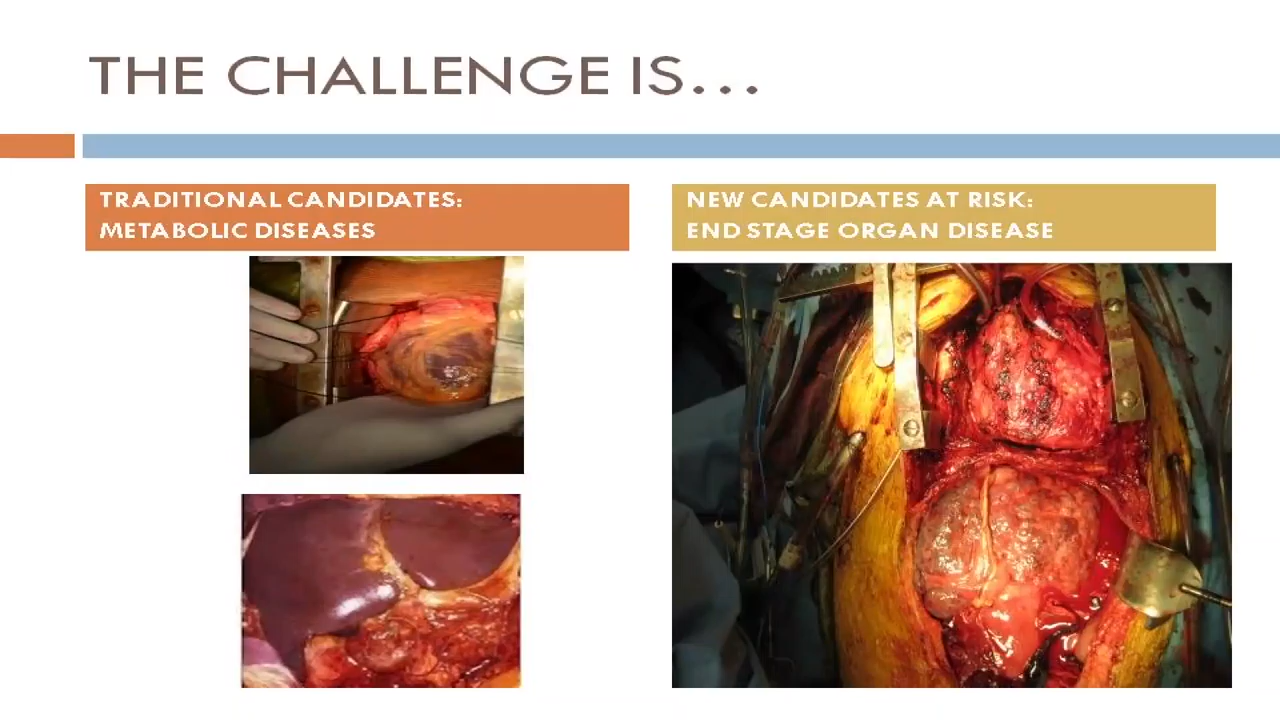 THE CHALLENGE IS...
TRADITIONAL CANDIDATES:
METABOLIC DISEASES
NEW CANDIDATES AT RISK:
END STAGE ORGAN DISEASE